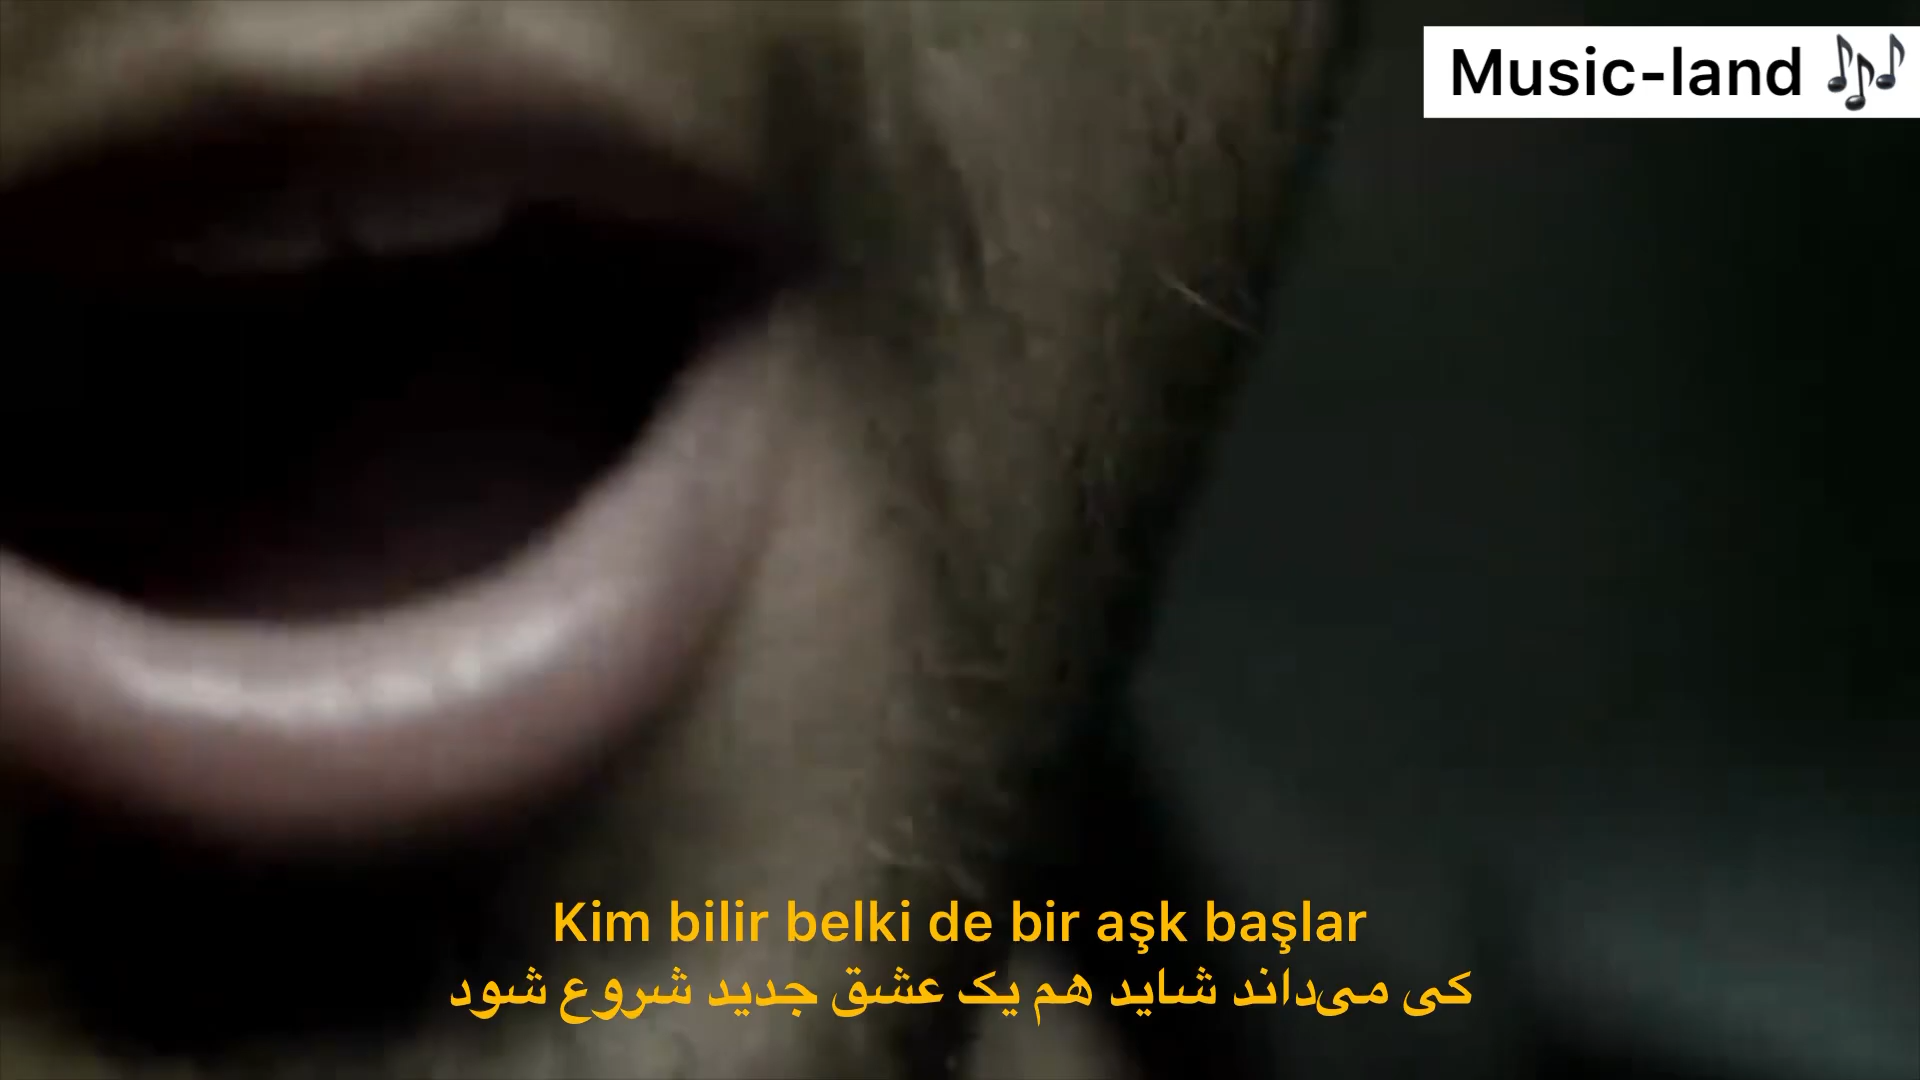 Music-land 🎶
Kim bilir belki de bir aşk başlar
کی می‌داند شاید هم یک عشق جدید شروع شود